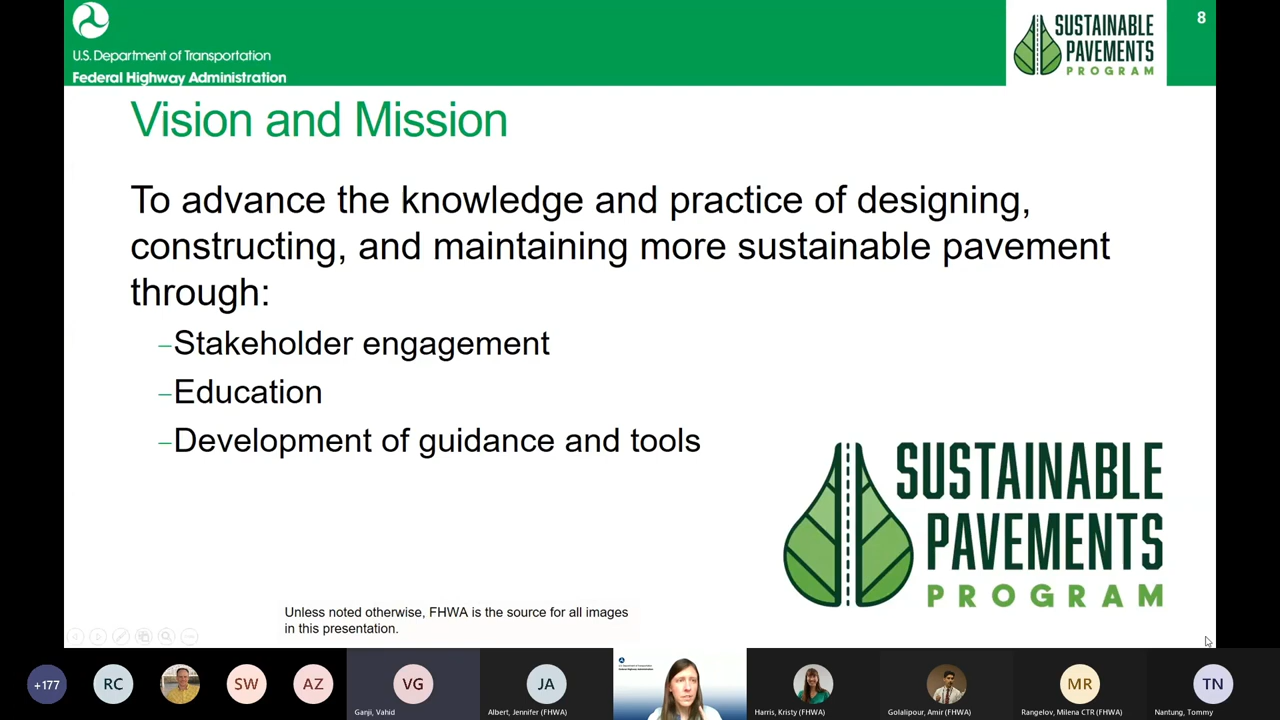 U.S. Department of Transportation
Federal Highway Administration
SUSTAINABLE
PAVEMENTS
PROGRAM
8
Vision and Mission
To advance the knowledge and practice of designing,
constructing, and maintaining more sustainable pavement
through:
–Stakeholder engagement
–Education
–Development of guidance and tools
SUSTAINABLE
PAVEMENTS
PROGRAM
Unless noted otherwise, FHWA is the source for all images
in this presentation.
+177
RC
SW
AZ
VG
Ganji, Vahid
JA
Albert, Jennifer (FHWA)
Harris, Kristy (FHWA)
Golalipour, Amir (FHWA)
MR
Rangelov, Milena CTR (FHWA)
TN
Nantung, Tommy